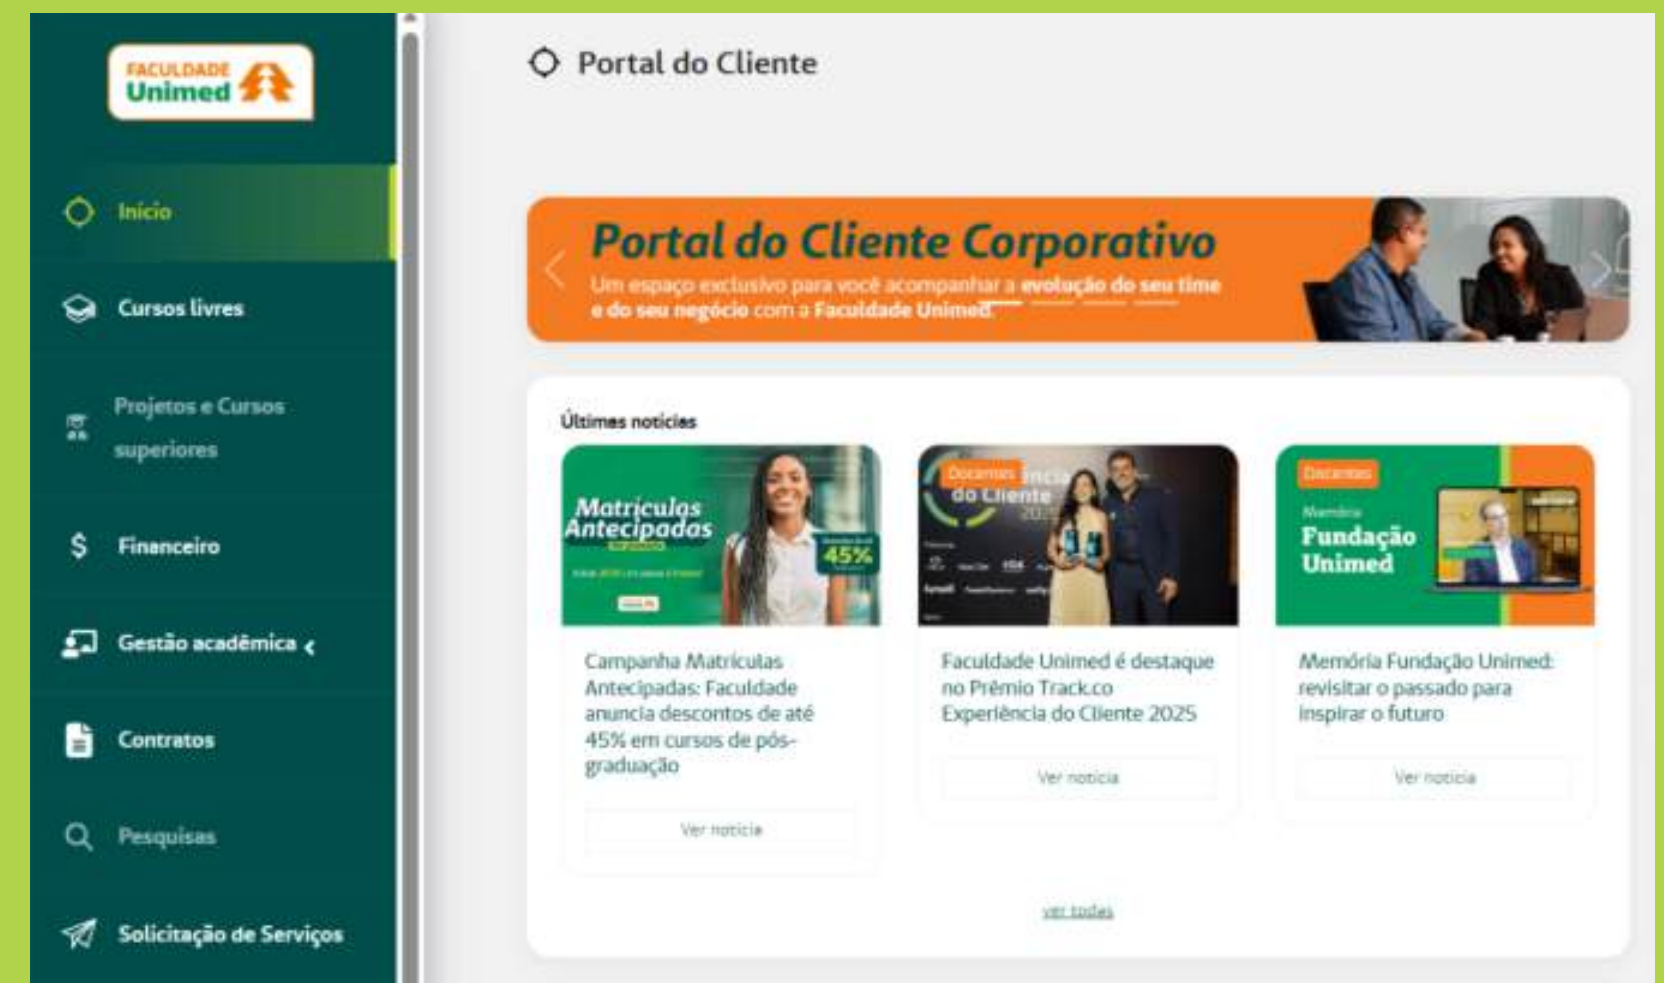 FACULDADE
Unimed
Início
Cursos livres
Projetos e Cursos
superiores
Financeiro
Gestão acadêmica
Contratos
Pesquisas
Solicitação de Serviços
Portal do Cliente
Portal do Cliente Corporativo
Um espaço exclusivo para você acompanhar a evolução do seu time
e do seu negócio com a Faculdade Unimed.
Últimas notícias
Matrículas
Antecipadas
45%
Campanha Matrículas
Antecipadas: Faculdade
anuncia descontos de até
45% em cursos de pós-
graduação
Ver notícia
Docentes
do Cliente
2025
Faculdade Unimed é destaque
no Prêmio Track.co
Experiência do Cliente 2025
Ver notícia
Docentes
Memória
Fundação
Unimed
Memória Fundação Unimed:
revisitar o passado para
inspirar o futuro
Ver notícia
ver todas